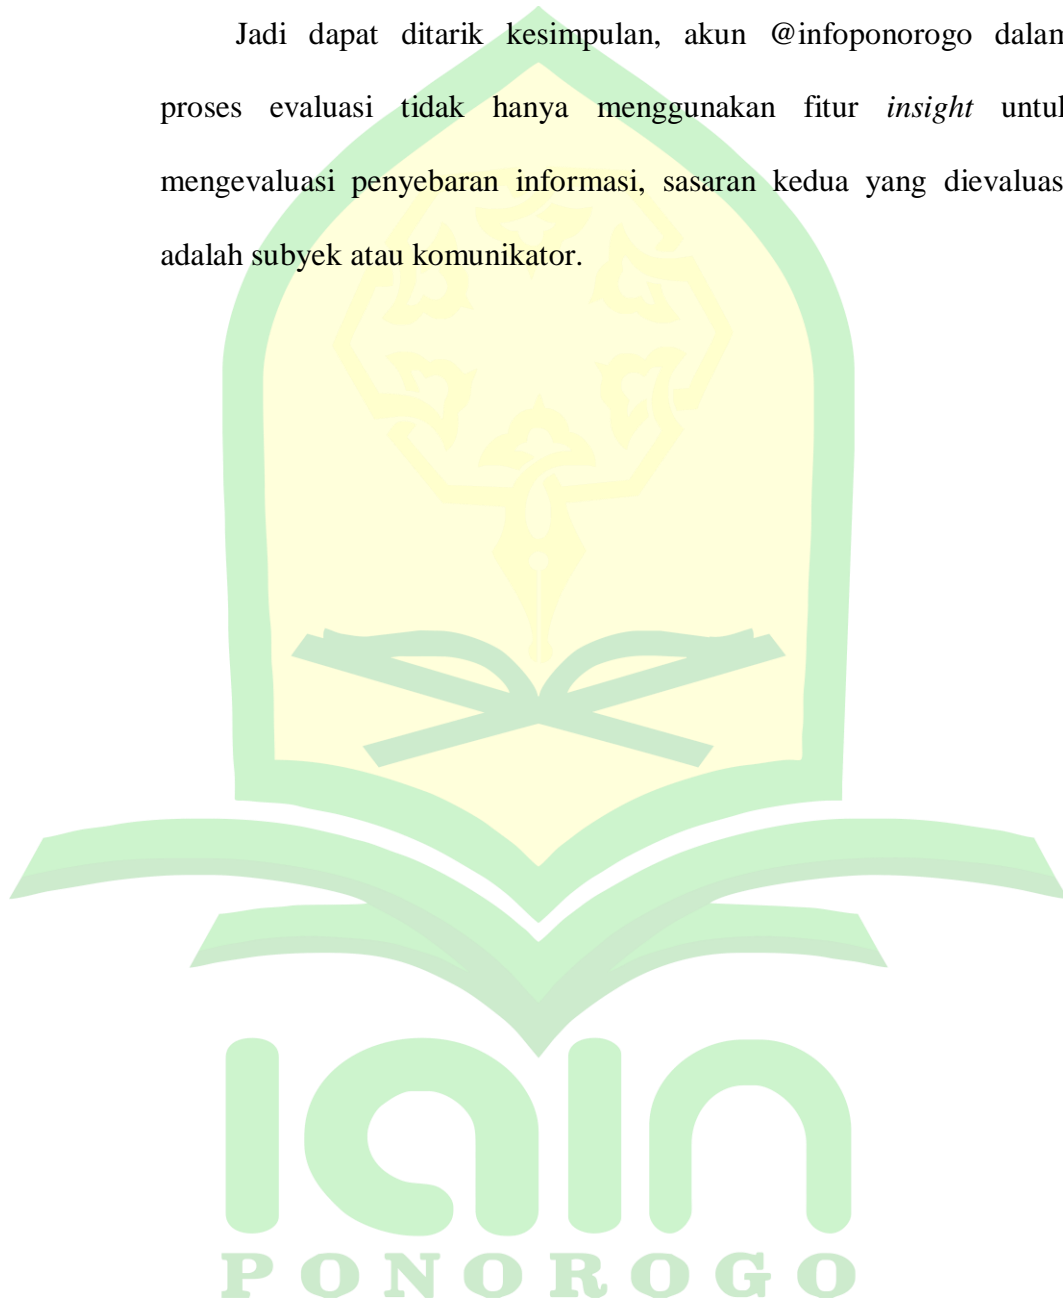 Jadi dapat ditarik kesimpulan, akun @infoponorogo dalam
proses evaluasi tidak hanya menggunakan fitur insight untuk
mengevaluasi penyebaran informasi, sasaran kedua yang dievaluasi
adalah subyek atau komunikator.
iain
PONOROGO